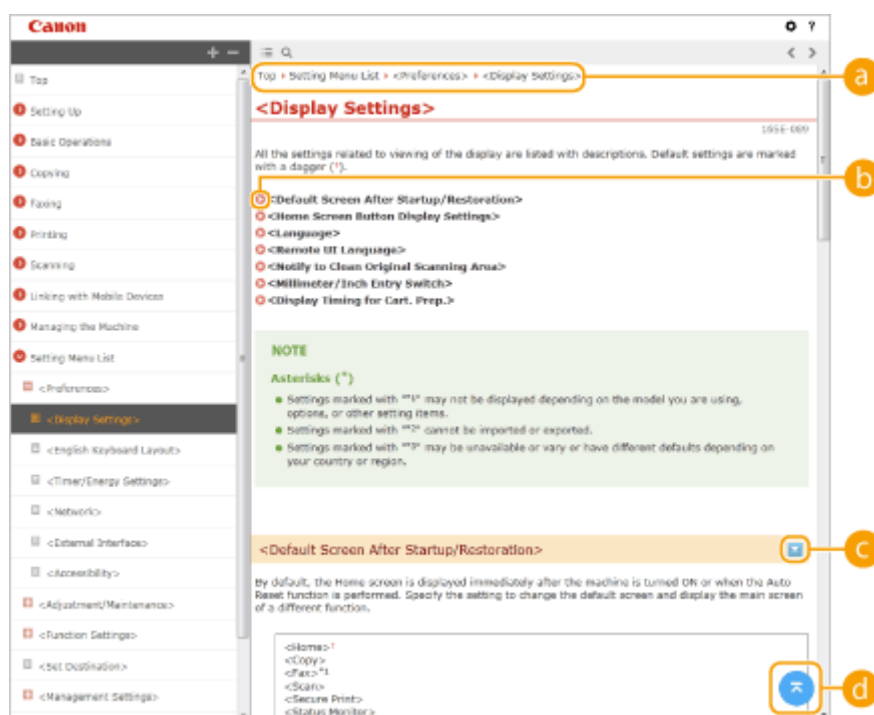 Canon
?
+ −
< >
Top
Setting Up
Basic Operations
Copying
Faxing
Printing
Scanning
Linking with Mobile Devices
Managing the Machine
Setting Menu List
<Preferences>
<Display Settings>
<English Keyboard Layout>
<Timer/Energy Settings>
<Network>
<External Interface>
<Accessibility>
<Adjustment/Maintenance>
<Function Settings>
<Set Destination>
<Management Settings>
Top ▸ Setting Menu List ▸ <Preferences> ▸ <Display Settings>
a
<Display Settings>
1USE-089
All the settings related to viewing of the display are listed with descriptions. Default settings are marked
with a dagger (†).
b
<Default Screen After Startup/Restoration>
<Home Screen Button Display Settings>
<Language>
<Remote UI Language>
<Notify to Clean Original Scanning Area>
<Millimeter/Inch Entry Switch>
<Display Timing for Cart. Prep.>
NOTE
Asterisks (*)
Settings marked with "*1" may not be displayed depending on the model you are using,
options, or other setting items.
Settings marked with "*2" cannot be imported or exported.
Settings marked with "*3" may be unavailable or vary or have different defaults depending on
your country or region.
<Default Screen After Startup/Restoration>
c
By default, the Home screen is displayed immediately after the machine is turned ON or when the Auto
Reset function is performed. Specify the setting to change the default screen and display the main screen
of a different function.
<Home>†
<Copy>
<Fax>*1
<Scan>
<Secure Print>
<Status Monitor>
d